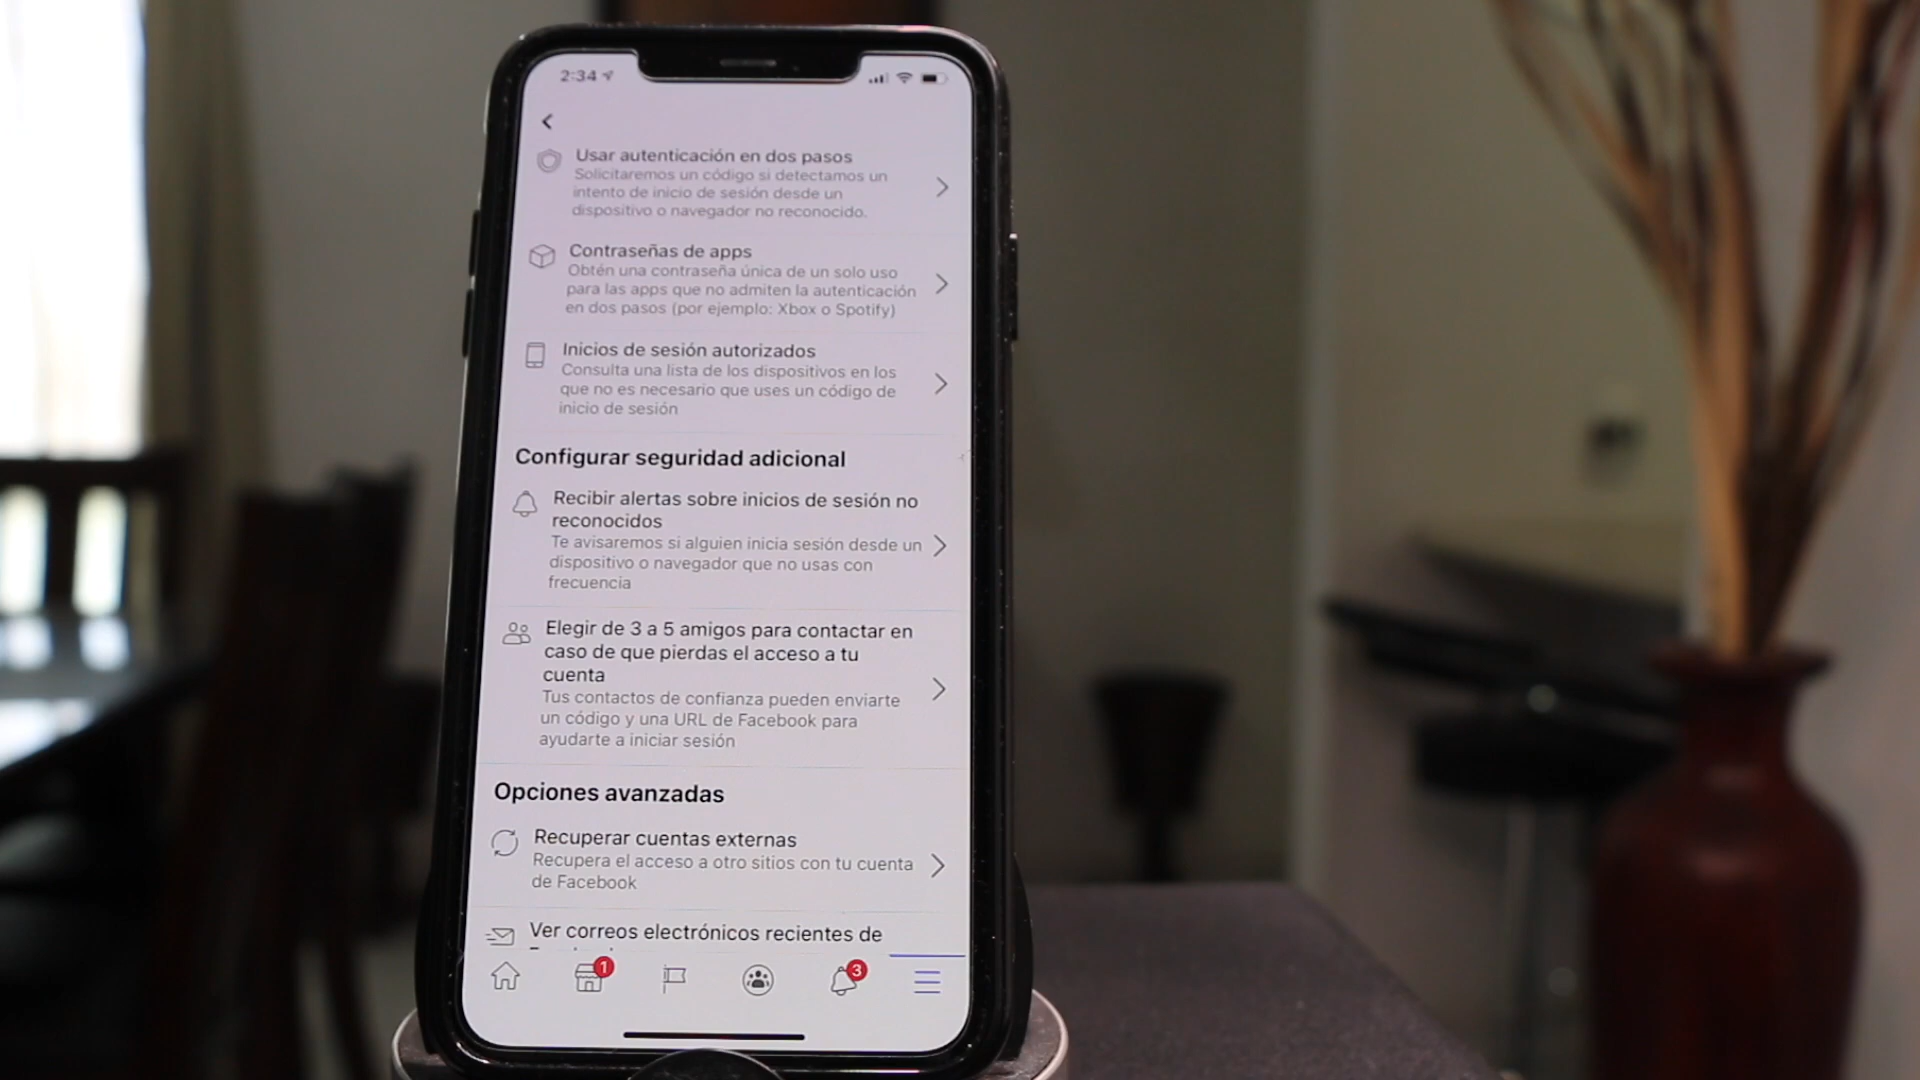 2:34
Usar autenticación en dos pasos
Solicitaremos un código si detectamos un
intento de inicio de sesión desde un
dispositivo o navegador no reconocido.
Contraseñas de apps
Obtén una contraseña única de un solo uso
para las apps que no admiten la autenticación
en dos pasos (por ejemplo: Xbox o Spotify)
Inicios de sesión autorizados
Consulta una lista de los dispositivos en los
que no es necesario que uses un código de
inicio de sesión
Configurar seguridad adicional
Recibir alertas sobre inicios de sesión no
reconocidos
Te avisaremos si alguien inicia sesión desde un
dispositivo o navegador que no usas con
frecuencia
Elegir de 3 a 5 amigos para contactar en
caso de que pierdas el acceso a tu
cuenta
Tus contactos de confianza pueden enviarte
un código y una URL de Facebook para
ayudarte a iniciar sesión
Opciones avanzadas
Recuperar cuentas externas
Recupera el acceso a otro sitios con tu cuenta
de Facebook
Ver correos electrónicos recientes de
1
3